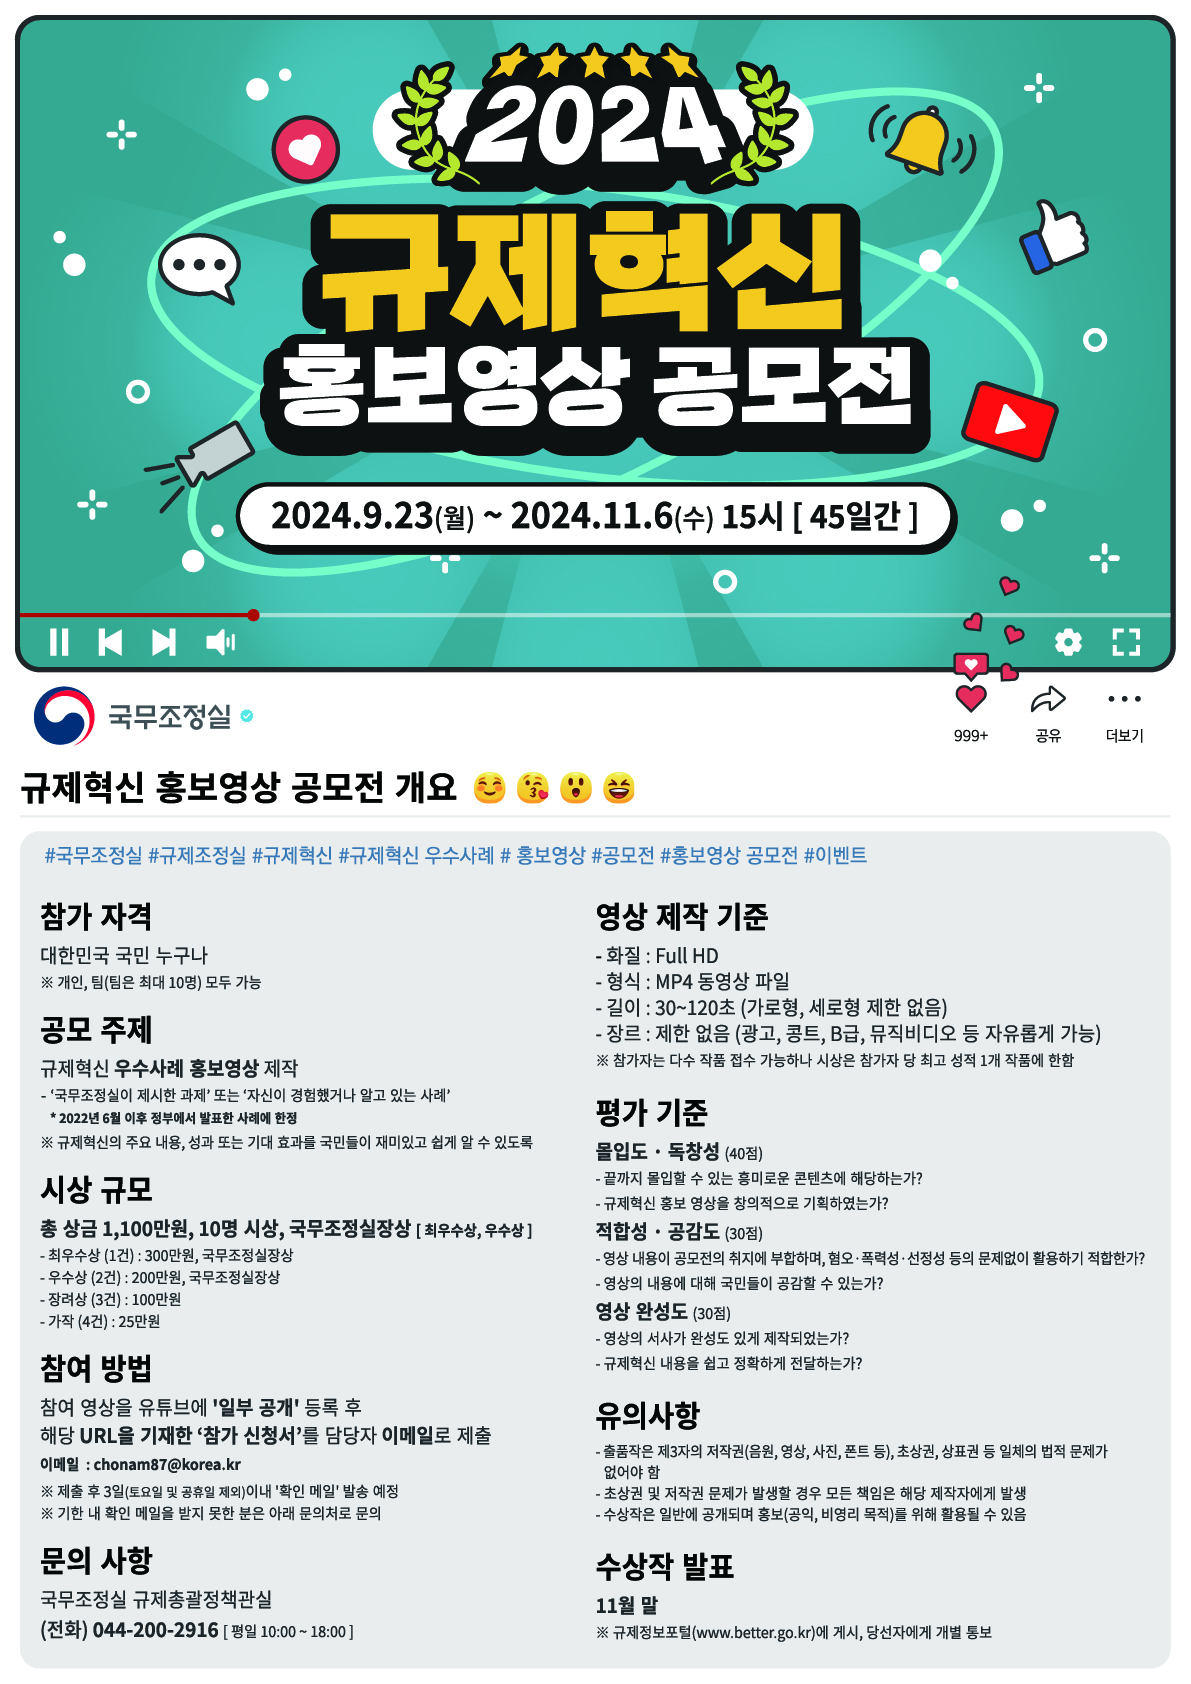 2024
규제혁신
홍보영상 공모전
2024.9.23(월) ~ 2024.11.6(수) 15시 [ 45일간 ]
국무조정실
999+
공유
더보기
규제혁신 홍보영상 공모전 개요
#국무조정실 #규제조정실 #규제혁신 #규제혁신 우수사례 # 홍보영상 #공모전 #홍보영상 공모전 #이벤트
참가 자격
대한민국 국민 누구나
※ 개인, 팀(팀은 최대 10명) 모두 가능
공모 주제
규제혁신 우수사례 홍보영상 제작
- ‘국무조정실이 제시한 과제’ 또는 ‘자신이 경험했거나 알고 있는 사례’
* 2022년 6월 이후 정부에서 발표한 사례에 한정
※ 규제혁신의 주요 내용, 성과 또는 기대 효과를 국민들이 재미있고 쉽게 알 수 있도록
시상 규모
총 상금 1,100만원, 10명 시상, 국무조정실장상 [ 최우수상, 우수상 ]
- 최우수상 (1건) : 300만원, 국무조정실장상
- 우수상 (2건) : 200만원, 국무조정실장상
- 장려상 (3건) : 100만원
- 가작 (4건) : 25만원
참여 방법
참여 영상을 유튜브에 '일부 공개' 등록 후
해당 URL을 기재한 ‘참가 신청서’를 담당자 이메일로 제출
이메일 : chonam87@korea.kr
※ 제출 후 3일(토요일 및 공휴일 제외)이내 '확인 메일' 발송 예정
※ 기한 내 확인 메일을 받지 못한 분은 아래 문의처로 문의
문의 사항
국무조정실 규제총괄정책관실
(전화) 044-200-2916 [ 평일 10:00 ~ 18:00 ]
영상 제작 기준
- 화질 : Full HD
- 형식 : MP4 동영상 파일
- 길이 : 30~120초 (가로형, 세로형 제한 없음)
- 장르 : 제한 없음 (광고, 콩트, B급, 뮤직비디오 등 자유롭게 가능)
※ 참가자는 다수 작품 접수 가능하나 시상은 참가자 당 최고 성적 1개 작품에 한함
평가 기준
몰입도 · 독창성 (40점)
- 끝까지 몰입할 수 있는 흥미로운 콘텐츠에 해당하는가?
- 규제혁신 홍보 영상을 창의적으로 기획하였는가?
적합성 · 공감도 (30점)
- 영상 내용이 공모전의 취지에 부합하며, 혐오·폭력성·선정성 등의 문제없이 활용하기 적합한가?
- 영상의 내용에 대해 국민들이 공감할 수 있는가?
영상 완성도 (30점)
- 영상의 서사가 완성도 있게 제작되었는가?
- 규제혁신 내용을 쉽고 정확하게 전달하는가?
유의사항
- 출품작은 제3자의 저작권(음원, 영상, 사진, 폰트 등), 초상권, 상표권 등 일체의 법적 문제가
없어야 함
- 초상권 및 저작권 문제가 발생할 경우 모든 책임은 해당 제작자에게 발생
- 수상작은 일반에 공개되며 홍보(공익, 비영리 목적)를 위해 활용될 수 있음
수상작 발표
11월 말
※ 규제정보포털(www.better.go.kr)에 게시, 당선자에게 개별 통보